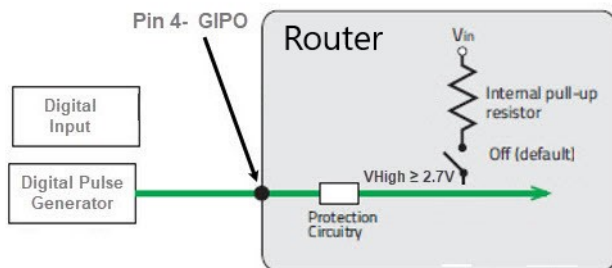 Pin 4- GIPO
Router
Vin
Digital
Input
Internal pull-up
resistor
Off (default)
Digital Pulse
Generator
VHigh ≥ 2.7V
Protection
Circuitry